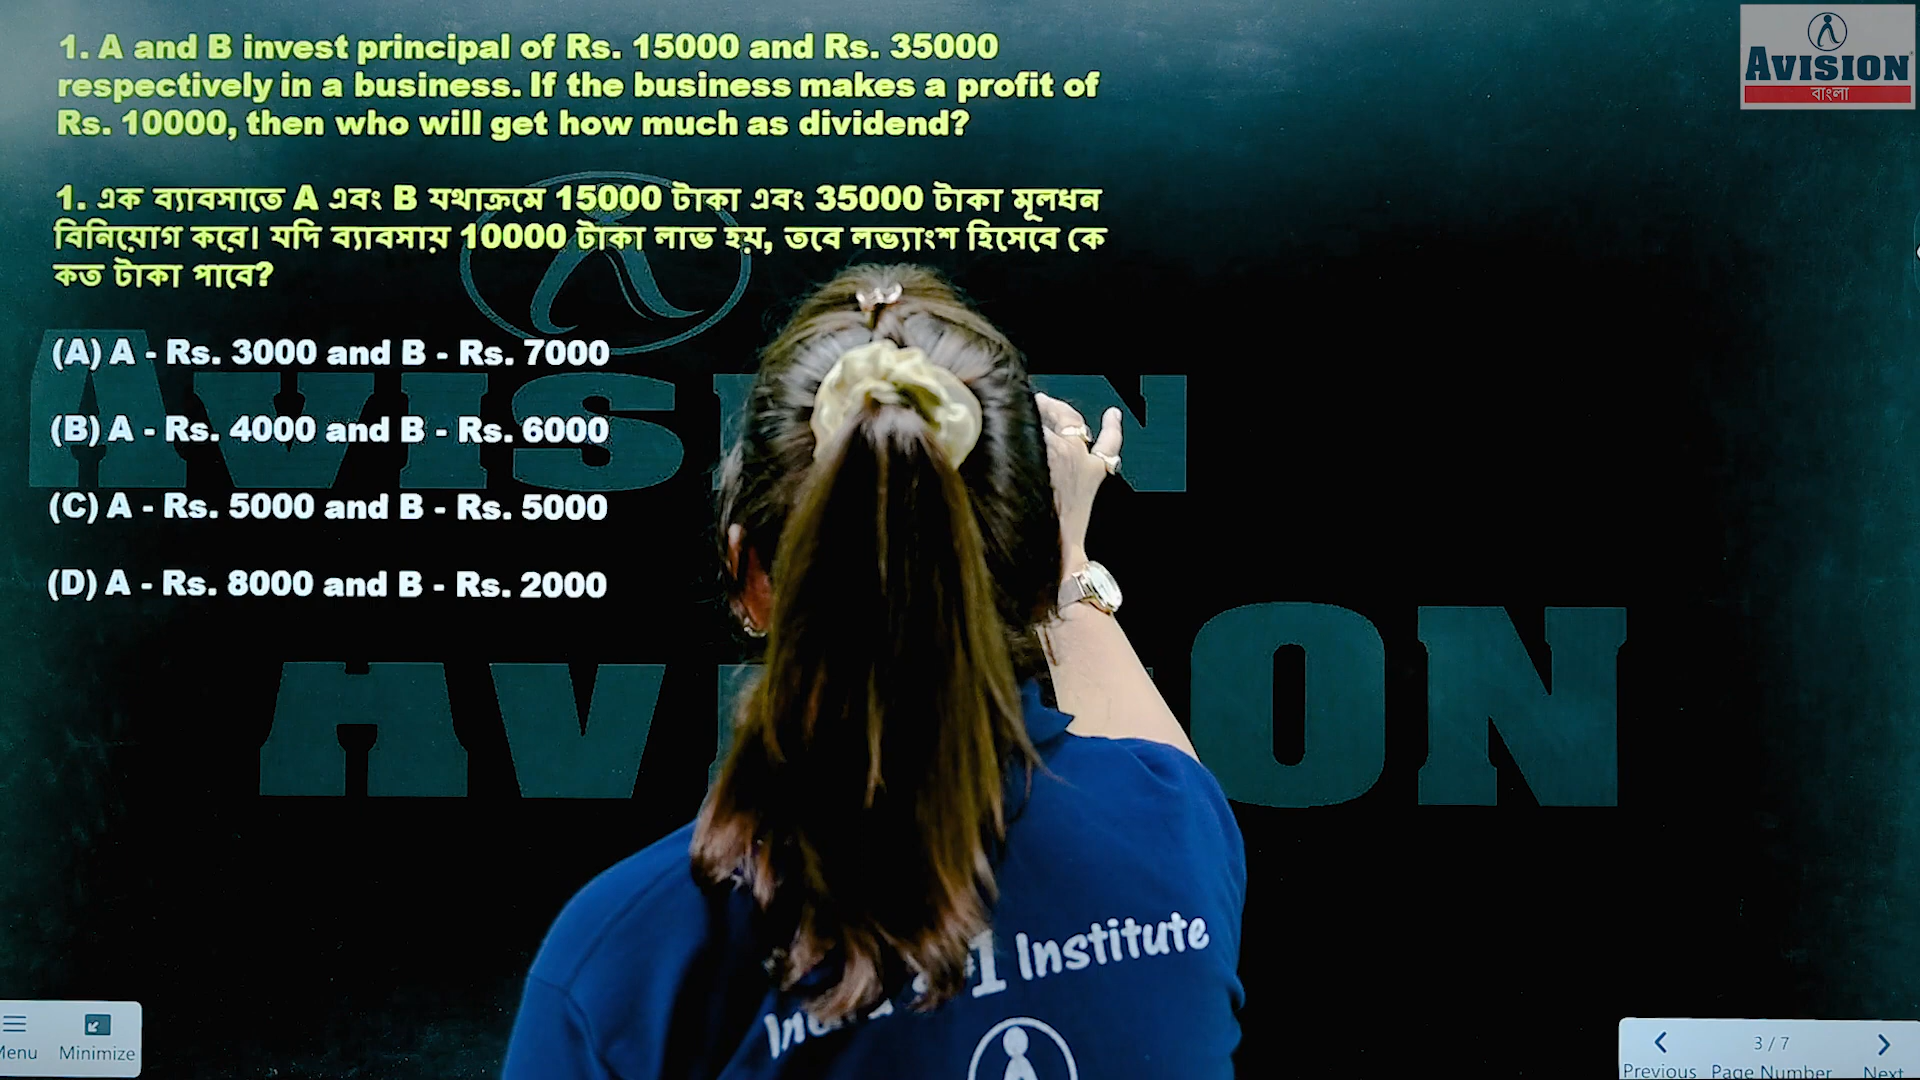 1. A and B invest principal of Rs. 15000 and Rs. 35000
respectively in a business. If the business makes a profit of
Rs. 10000, then who will get how much as dividend?
1. এক ব্যাবসাতে A এবং B যথাক্রমে 15000 টাকা এবং 35000 টাকা মূলধন
বিনিয়োগ করে। যদি ব্যাবসায় 10000 টাকা লাভ হয়, তবে লভ্যাংশ হিসেবে কে
কত টাকা পাবে?
(A) A - Rs. 3000 and B - Rs. 7000
(B) A - Rs. 4000 and B - Rs. 6000
(C) A - Rs. 5000 and B - Rs. 5000
(D) A - Rs. 8000 and B - Rs. 2000
AVISION
বাংলা
#1 Institute
Menu Minimize
3 / 7
Previous Page Number Next